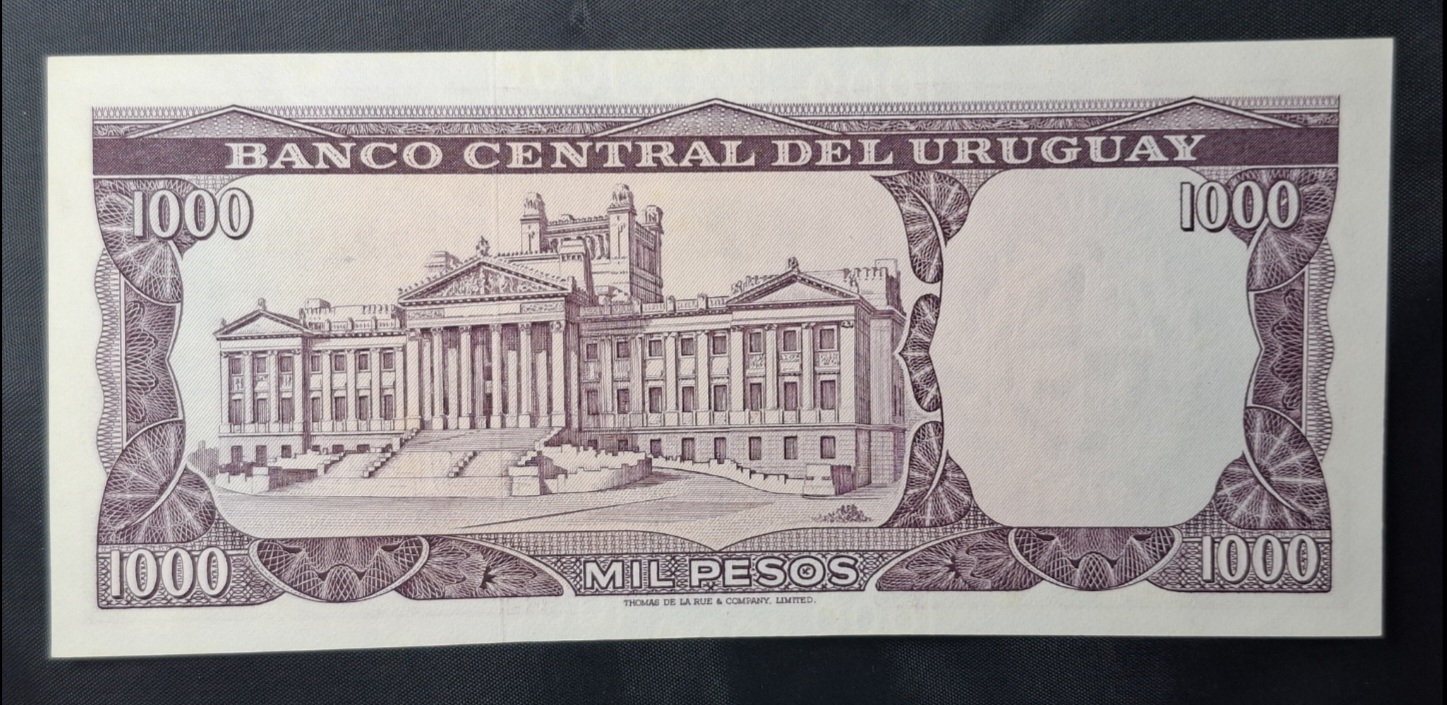 BANCO CENTRAL DEL URUGUAY
1000 1000
1000 MIL PESOS 1000
THOMAS DE LA RUE & COMPANY, LIMITED.